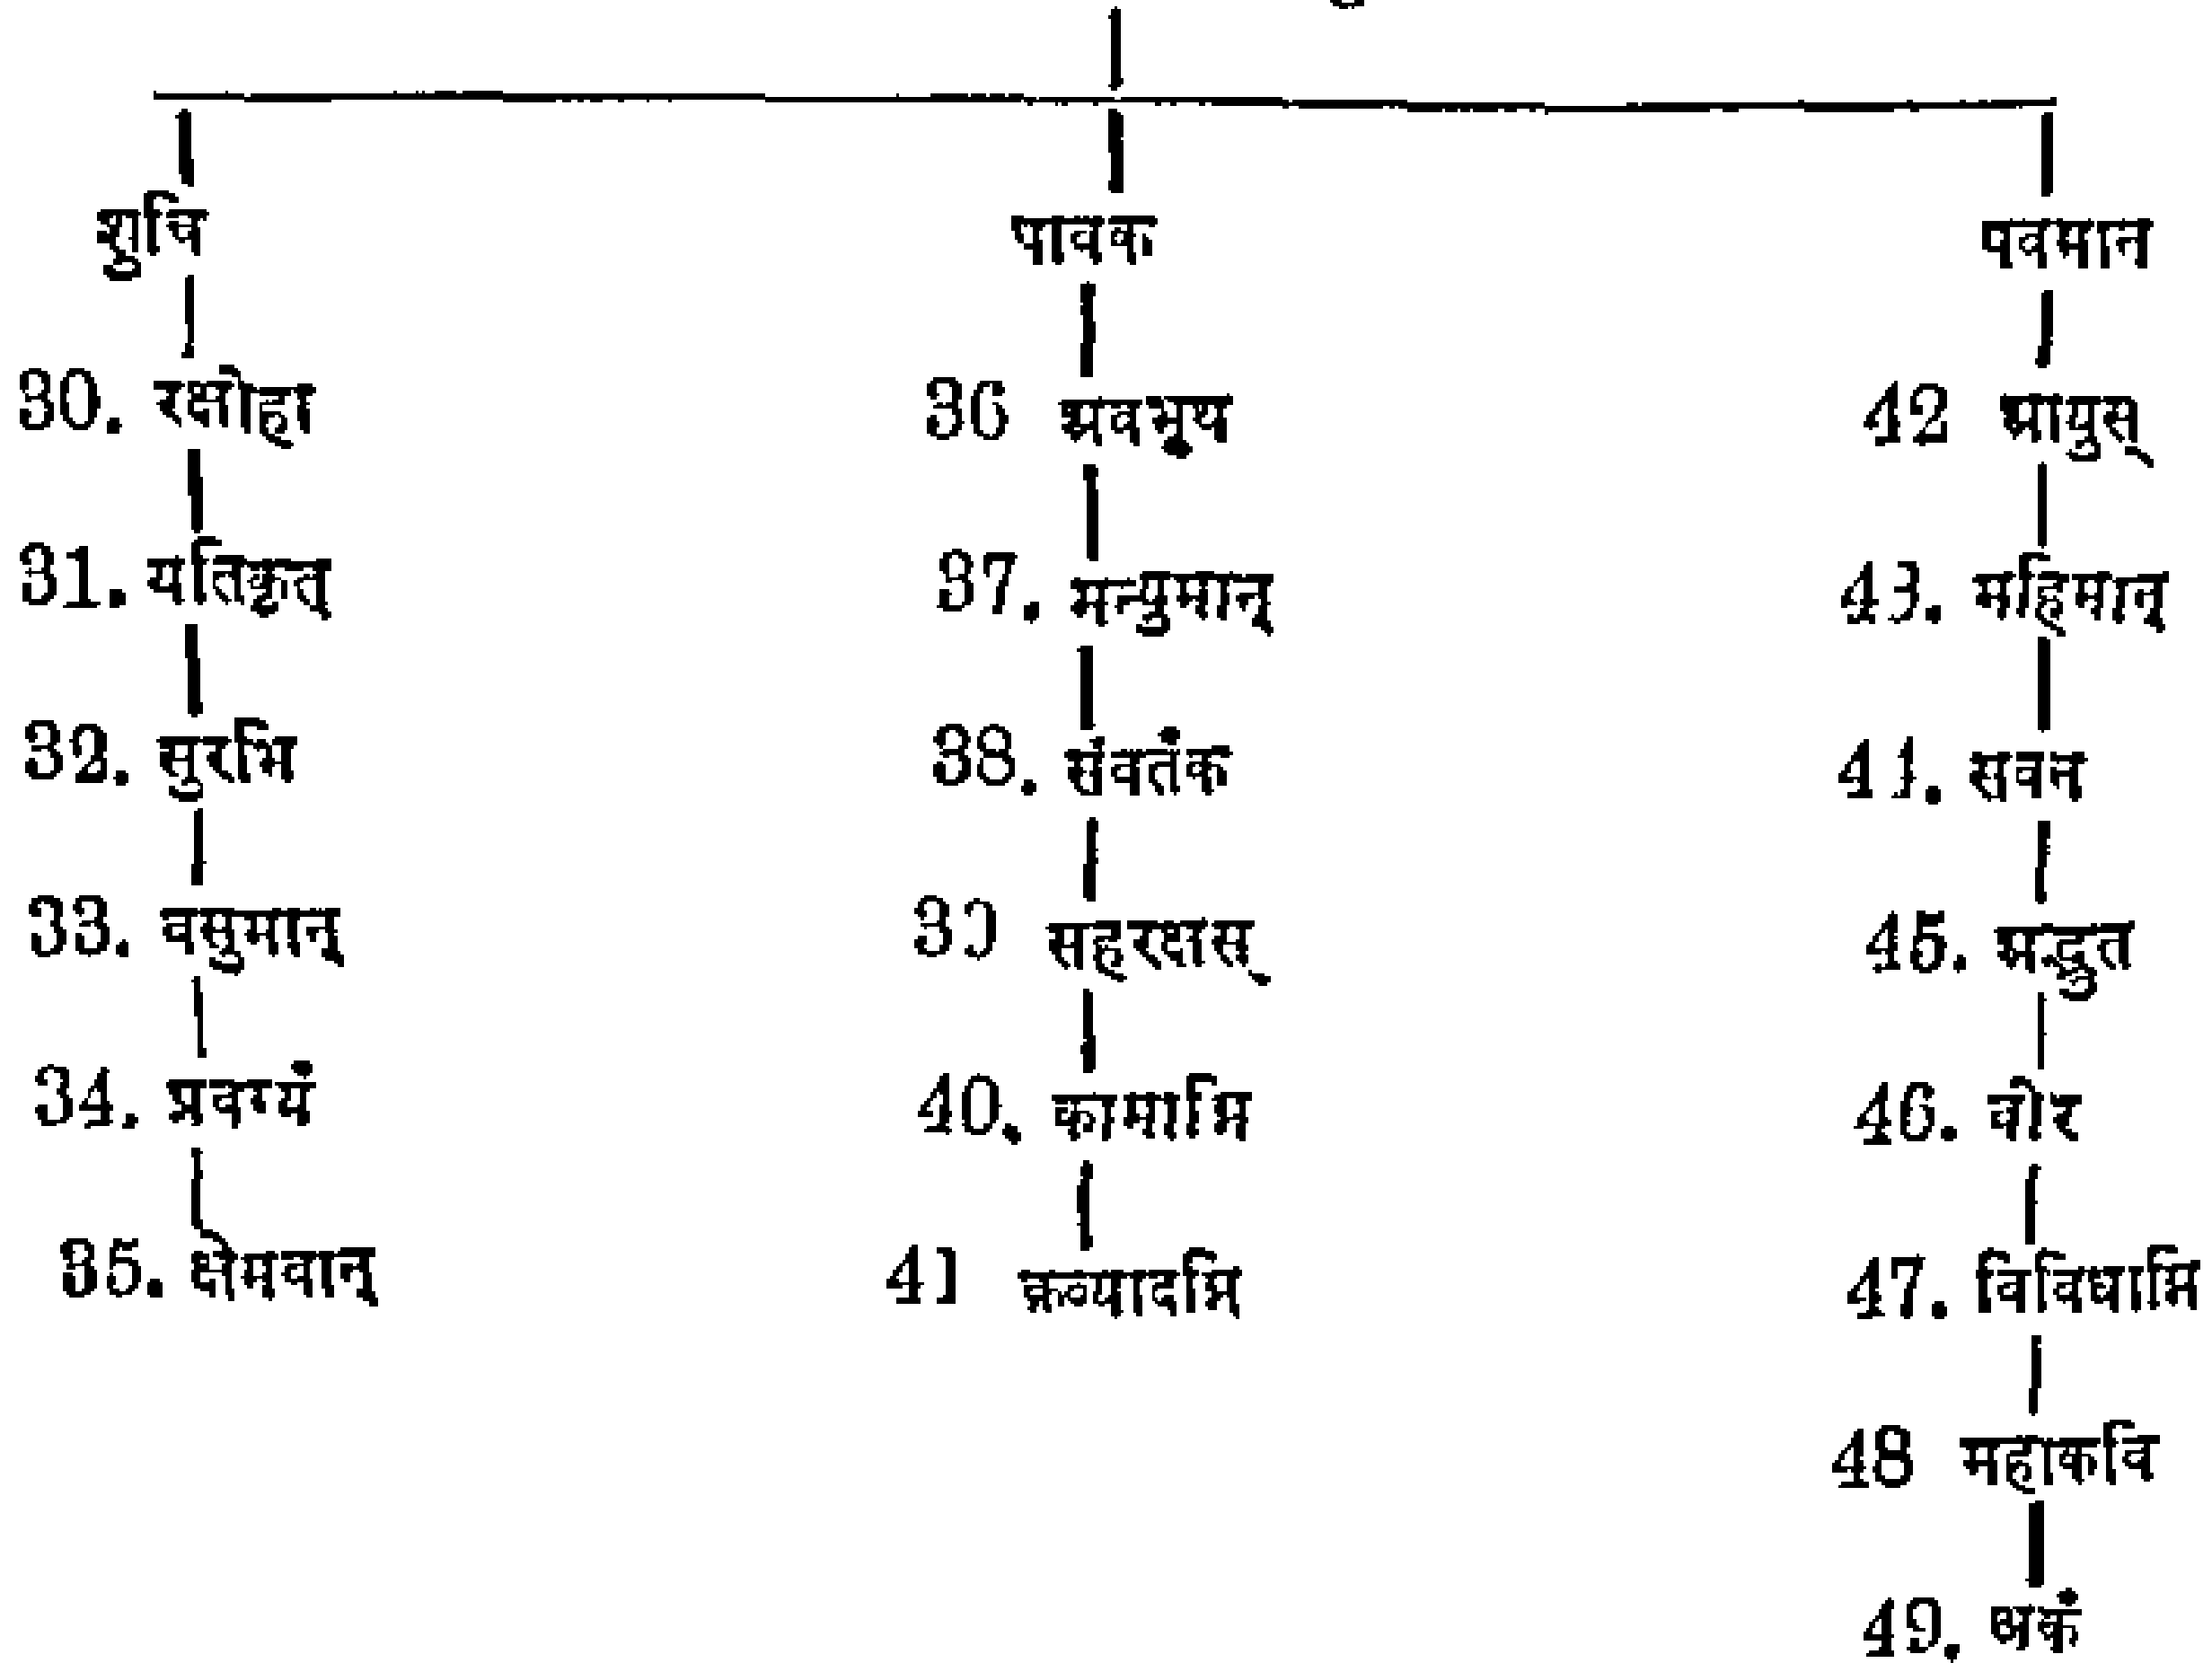 शुचि पावक पवमान
30. रक्षोहा 36 अवभृथ 42 आयुस्
31. यतिकृत् 37. मन्युमान् 43. महिमान्
32. सुरभि 38. संवर्तक 44. सवन
33. वसुमान् 39 सहरक्षस् 45. अद्भुत
34. प्रवर्ग्य 40. कामाग्नि 46. वीर
35. क्षेमवान् 41 क्रव्यादग्नि 47. विविधाग्नि
48 महाकवि
49. अर्क